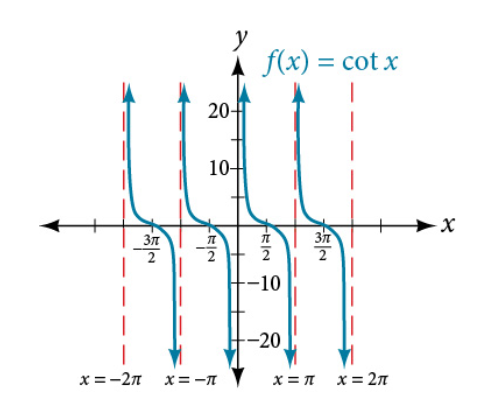 y
f(x) = cot x
20
10
x
−3π/2
−π/2
π/2
3π/2
−10
−20
x = −2π
x = −π
x = π
x = 2π